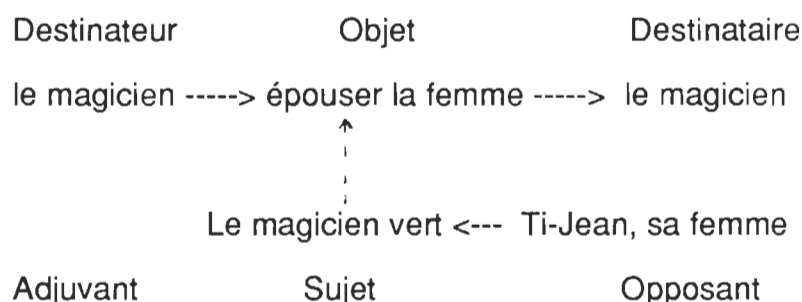 Destinateur Objet Destinataire
le magicien -----> épouser la femme -----> le magicien
Le magicien vert <--- Ti-Jean, sa femme
Adjuvant Sujet Opposant